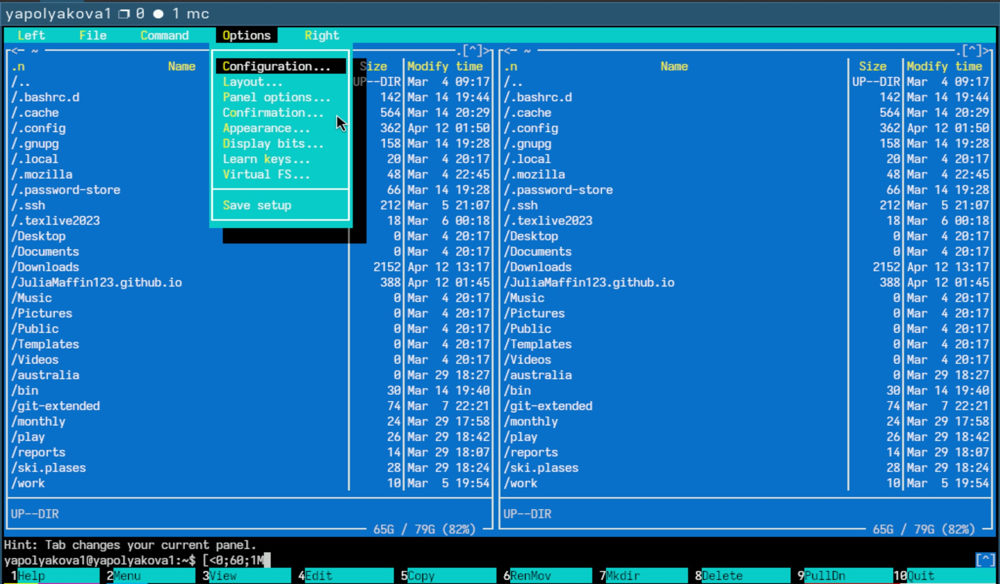 yapolyakova1 0 1 mc
Left File Command Options Right
<- ~ .[^]> <- ~ .[^]>
.n Name Configuration... Size Modify time .n Name Size Modify time
/.. Layout... UP--DIR Mar 4 09:17 /.. UP--DIR Mar 4 09:17
/.bashrc.d Panel options... 142 Mar 14 19:44 /.bashrc.d 142 Mar 14 19:44
/.cache Confirmation... 564 Mar 14 20:29 /.cache 564 Mar 14 20:29
/.config Appearance... 362 Apr 12 01:50 /.config 362 Apr 12 01:50
/.gnupg Display bits... 158 Mar 14 19:28 /.gnupg 158 Mar 14 19:28
/.local Learn keys... 20 Mar 4 20:17 /.local 20 Mar 4 20:17
/.mozilla Virtual FS... 48 Mar 4 22:45 /.mozilla 48 Mar 4 22:45
/.password-store 66 Mar 14 19:28 /.password-store 66 Mar 14 19:28
/.ssh Save setup 212 Mar 5 21:07 /.ssh 212 Mar 5 21:07
/.texlive2023 18 Mar 6 00:18 /.texlive2023 18 Mar 6 00:18
/Desktop 0 Mar 4 20:17 /Desktop 0 Mar 4 20:17
/Documents 0 Mar 4 20:17 /Documents 0 Mar 4 20:17
/Downloads 2152 Apr 12 13:17 /Downloads 2152 Apr 12 13:17
/JuliaMaffin123.github.io 388 Apr 12 01:45 /JuliaMaffin123.github.io 388 Apr 12 01:45
/Music 0 Mar 4 20:17 /Music 0 Mar 4 20:17
/Pictures 0 Mar 4 20:17 /Pictures 0 Mar 4 20:17
/Public 0 Mar 4 20:17 /Public 0 Mar 4 20:17
/Templates 0 Mar 4 20:17 /Templates 0 Mar 4 20:17
/Videos 0 Mar 4 20:17 /Videos 0 Mar 4 20:17
/australia 0 Mar 29 18:27 /australia 0 Mar 29 18:27
/bin 30 Mar 14 19:40 /bin 30 Mar 14 19:40
/git-extended 74 Mar 7 22:21 /git-extended 74 Mar 7 22:21
/monthly 24 Mar 29 17:58 /monthly 24 Mar 29 17:58
/play 26 Mar 29 18:42 /play 26 Mar 29 18:42
/reports 14 Mar 29 18:07 /reports 14 Mar 29 18:07
/ski.plases 28 Mar 29 18:24 /ski.plases 28 Mar 29 18:24
/work 10 Mar 5 19:54 /work 10 Mar 5 19:54
UP--DIR UP--DIR
65G / 79G (82%) 65G / 79G (82%)
Hint: Tab changes your current panel.
yapolyakova1@yapolyakova1:~$ [<0;60;1M [^]
1Help 2Menu 3View 4Edit 5Copy 6RenMov 7Mkdir 8Delete 9PullDn 10Quit